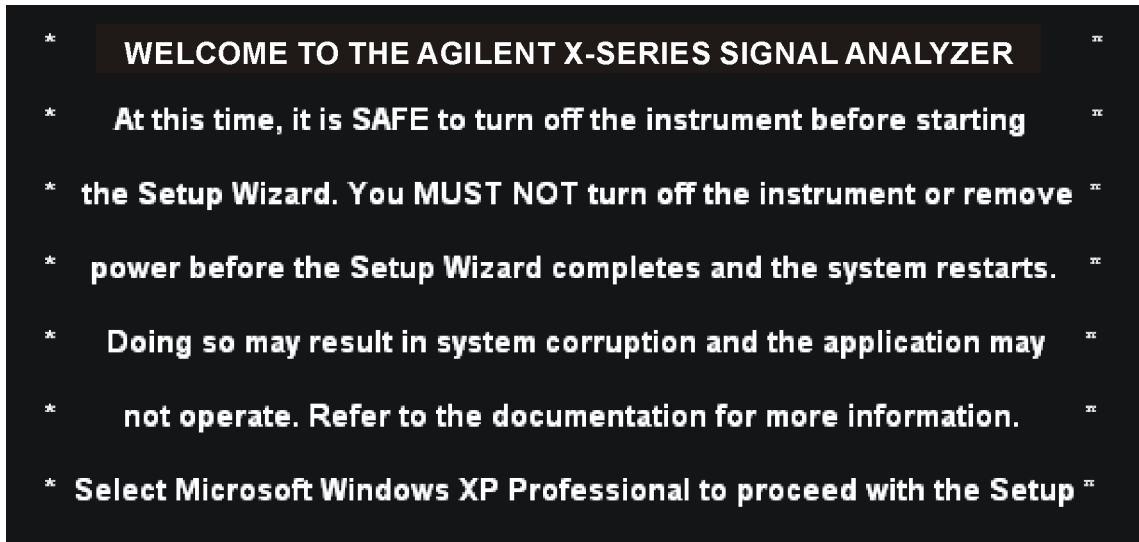 * WELCOME TO THE AGILENT X-SERIES SIGNAL ANALYZER *
* At this time, it is SAFE to turn off the instrument before starting *
* the Setup Wizard. You MUST NOT turn off the instrument or remove *
* power before the Setup Wizard completes and the system restarts. *
* Doing so may result in system corruption and the application may *
* not operate. Refer to the documentation for more information. *
* Select Microsoft Windows XP Professional to proceed with the Setup *